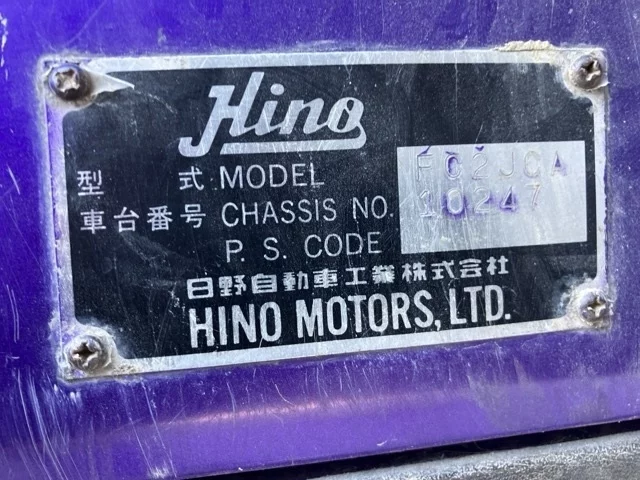 Hino
型 式 MODEL FC2JCA
車台番号 CHASSIS NO. 10247
P. S. CODE
日野自動車工業株式会社
HINO MOTORS, LTD.